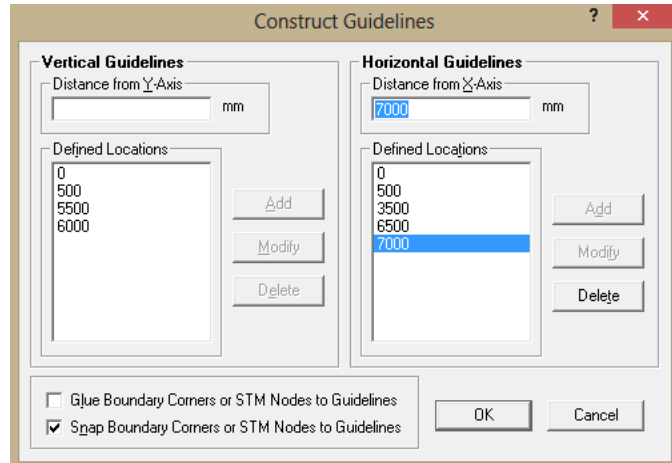 Construct Guidelines ? ×
Vertical Guidelines
Distance from Y-Axis
mm
Defined Locations
0
500
5500
6000
Add
Modify
Delete
Horizontal Guidelines
Distance from X-Axis
7000 mm
Defined Locations
0
500
3500
6500
7000
Add
Modify
Delete
Glue Boundary Corners or STM Nodes to Guidelines
Snap Boundary Corners or STM Nodes to Guidelines
OK
Cancel